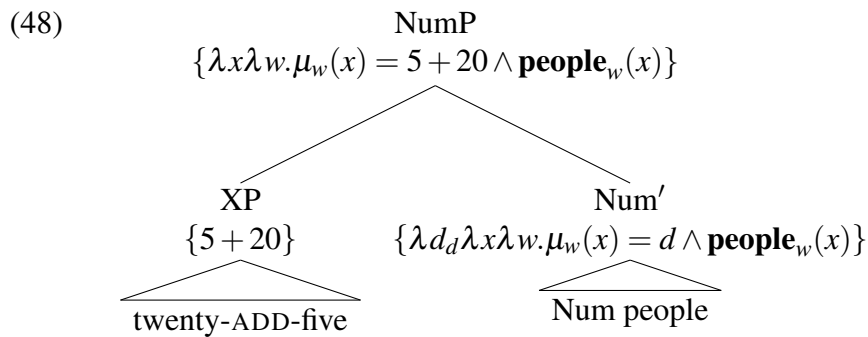 (48) NumP
{λxλw.μ_w(x) = 5 + 20 ∧ people_w(x)}
XP Num′
{5 + 20} {λd_dλxλw.μ_w(x) = d ∧ people_w(x)}
twenty-ADD-five Num people